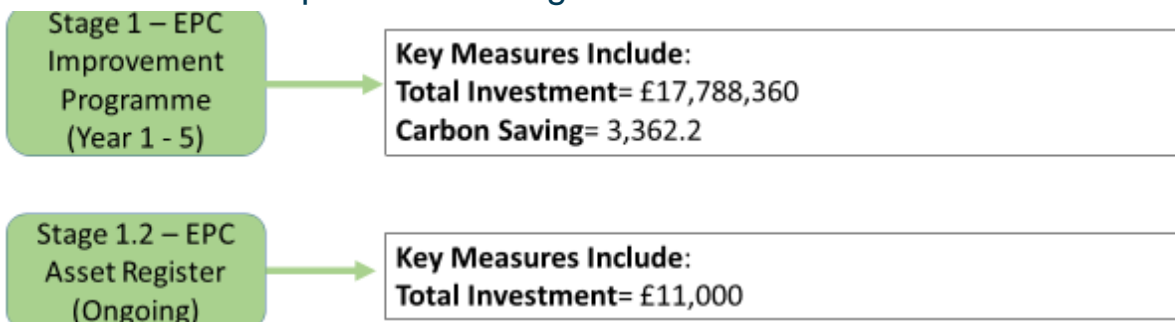 Stage 1 – EPC
Improvement
Programme
(Year 1 - 5)
Key Measures Include:
Total Investment= £17,788,360
Carbon Saving= 3,362.2
Stage 1.2 – EPC
Asset Register
(Ongoing)
Key Measures Include:
Total Investment= £11,000